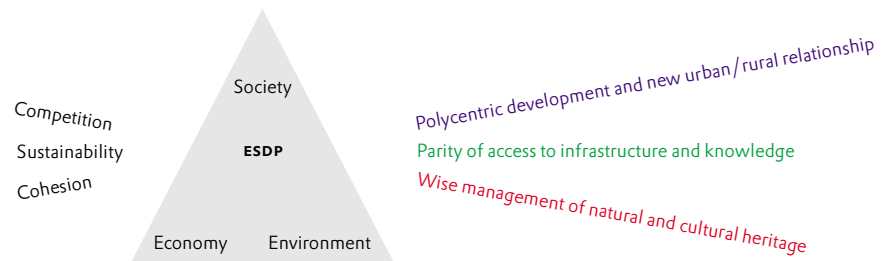 Competition
Sustainability
Cohesion
Society
ESDP
Economy
Environment
Polycentric development and new urban/rural relationship
Parity of access to infrastructure and knowledge
Wise management of natural and cultural heritage